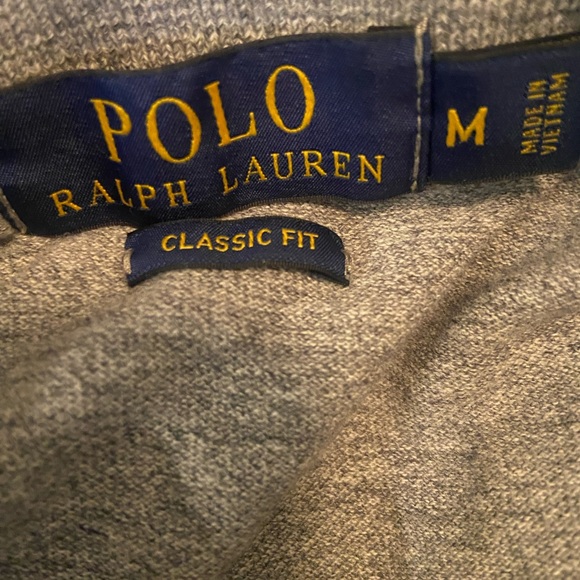 POLO
RALPH LAUREN
M
MADE IN
VIETNAM
CLASSIC FIT